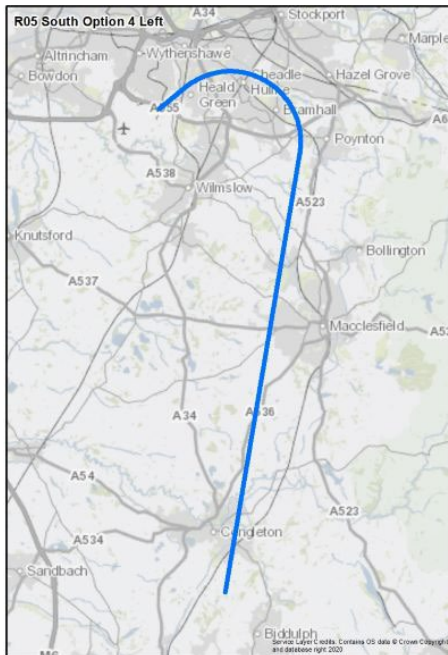 R05 South Option 4 Left
A34
Stockport
Marple
Altrincham
Wythenshawe
Bowdon
Cheadle
Hulme
Hazel Grove
Heald
Green
A555
Bramhall
Poynton
A538
Wilmslow
A523
Knutsford
Bollington
A537
Macclesfield
A34
A536
A54
Congleton
A534
A523
Sandbach
Biddulph
M6
Service Layer Credits: Contains OS data © Crown Copyright
and database right 2020